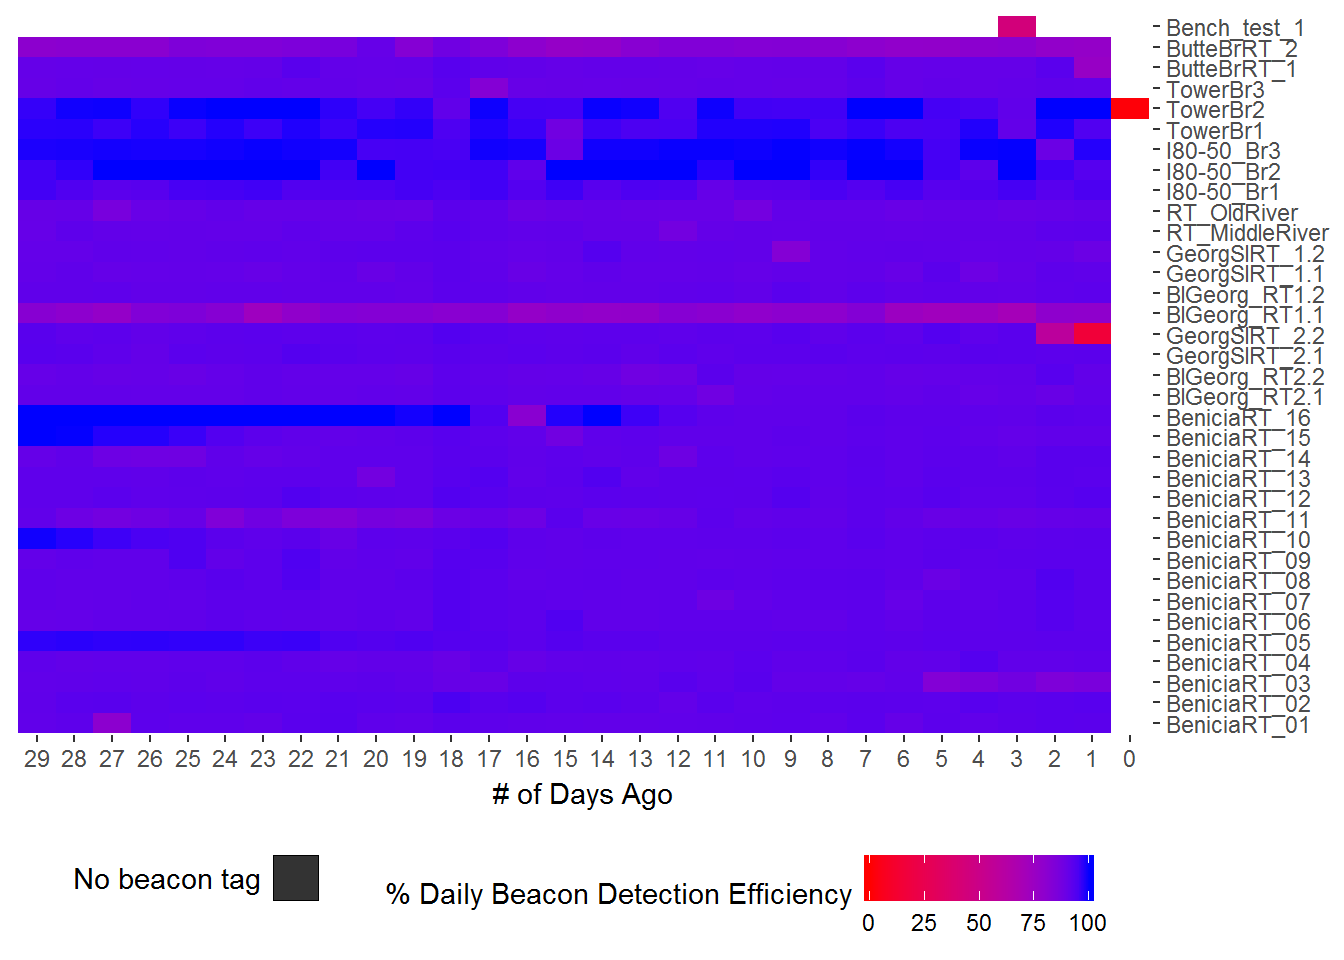 Bench_test_1
ButteBrRT_2
ButteBrRT_1
TowerBr3
TowerBr2
TowerBr1
I80-50_Br3
I80-50_Br2
I80-50_Br1
RT_OldRiver
RT_MiddleRiver
GeorgSlRT_1.2
GeorgSlRT_1.1
BlGeorg_RT1.2
BlGeorg_RT1.1
GeorgSlRT_2.2
GeorgSlRT_2.1
BlGeorg_RT2.2
BlGeorg_RT2.1
BeniciaRT_16
BeniciaRT_15
BeniciaRT_14
BeniciaRT_13
BeniciaRT_12
BeniciaRT_11
BeniciaRT_10
BeniciaRT_09
BeniciaRT_08
BeniciaRT_07
BeniciaRT_06
BeniciaRT_05
BeniciaRT_04
BeniciaRT_03
BeniciaRT_02
BeniciaRT_01
29 28 27 26 25 24 23 22 21 20 19 18 17 16 15 14 13 12 11 10 9 8 7 6 5 4 3 2 1 0
# of Days Ago
No beacon tag
% Daily Beacon Detection Efficiency
0 25 50 75 100